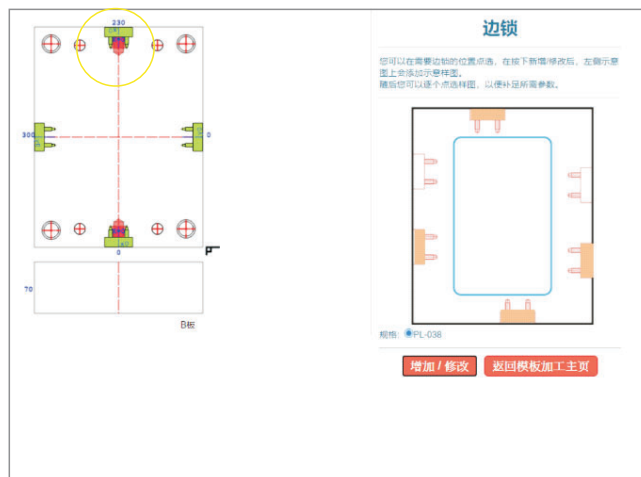 边锁
您可以在需要边锁的位置点选，在按下新增/修改后，左侧示意
图上会添加示意样图。
随后您可以逐个点选样图，以便补足所需参数。
230
300
0
0
70
B板
规格: PL-038
增加 / 修改
返回模板加工主页